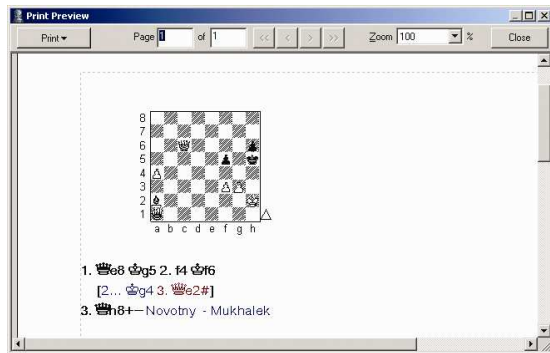 Print Preview
Print Page 1 of 1 << < > >> Zoom 100 % Close
8
7
6
5
4
3
2
1
a b c d e f g h
1. ♕e8 ♔g5 2. f4 ♔f6
[2... ♔g4 3. ♕e2#]
3. ♕h8+− Novotny - Mukhalek